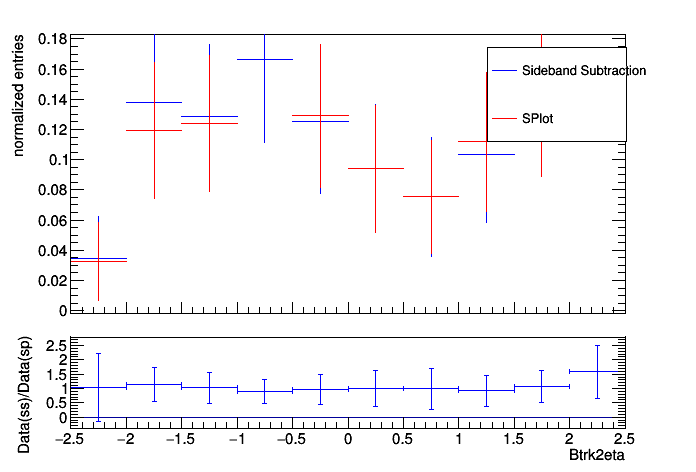 normalized entries
0.18
0.16
0.14
0.12
0.1
0.08
0.06
0.04
0.02
0
Sideband Subtraction
SPlot
Data(ss)/Data(sp)
2.5
2
1.5
1
0.5
0
−2.5 −2 −1.5 −1 −0.5 0 0.5 1 1.5 2 2.5
Btrk2eta